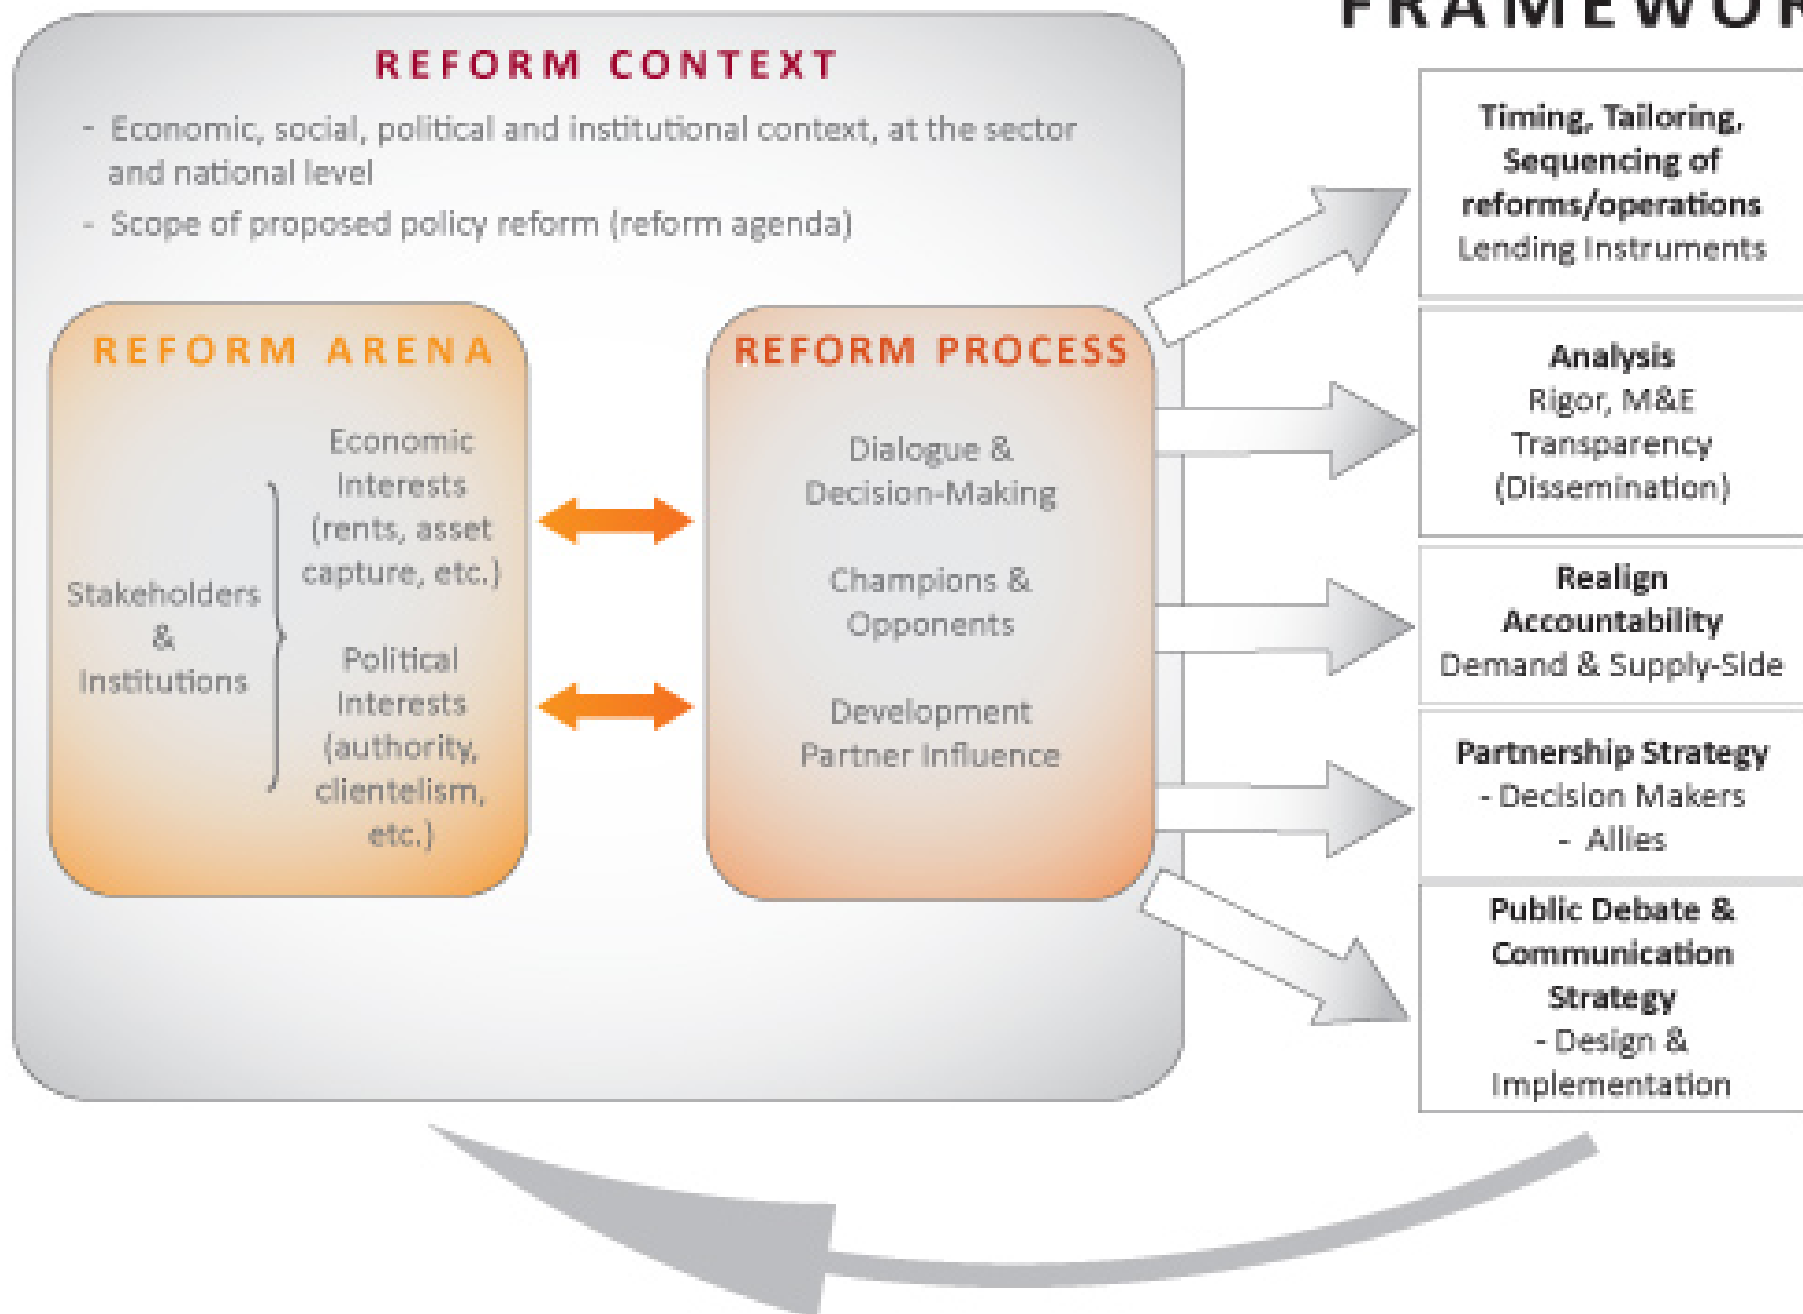 FRAMEWOR
REFORM CONTEXT
- Economic, social, political and institutional context, at the sector
and national level
- Scope of proposed policy reform (reform agenda)
REFORM ARENA
Stakeholders
&
Institutions
Economic
Interests
(rents, asset
capture, etc.)
Political
Interests
(authority,
clientelism,
etc.)
REFORM PROCESS
Dialogue &
Decision-Making
Champions &
Opponents
Development
Partner Influence
Timing, Tailoring,
Sequencing of
reforms/operations
Lending Instruments
Analysis
Rigor, M&E
Transparency
(Dissemination)
Realign
Accountability
Demand & Supply-Side
Partnership Strategy
- Decision Makers
- Allies
Public Debate &
Communication
Strategy
- Design &
Implementation